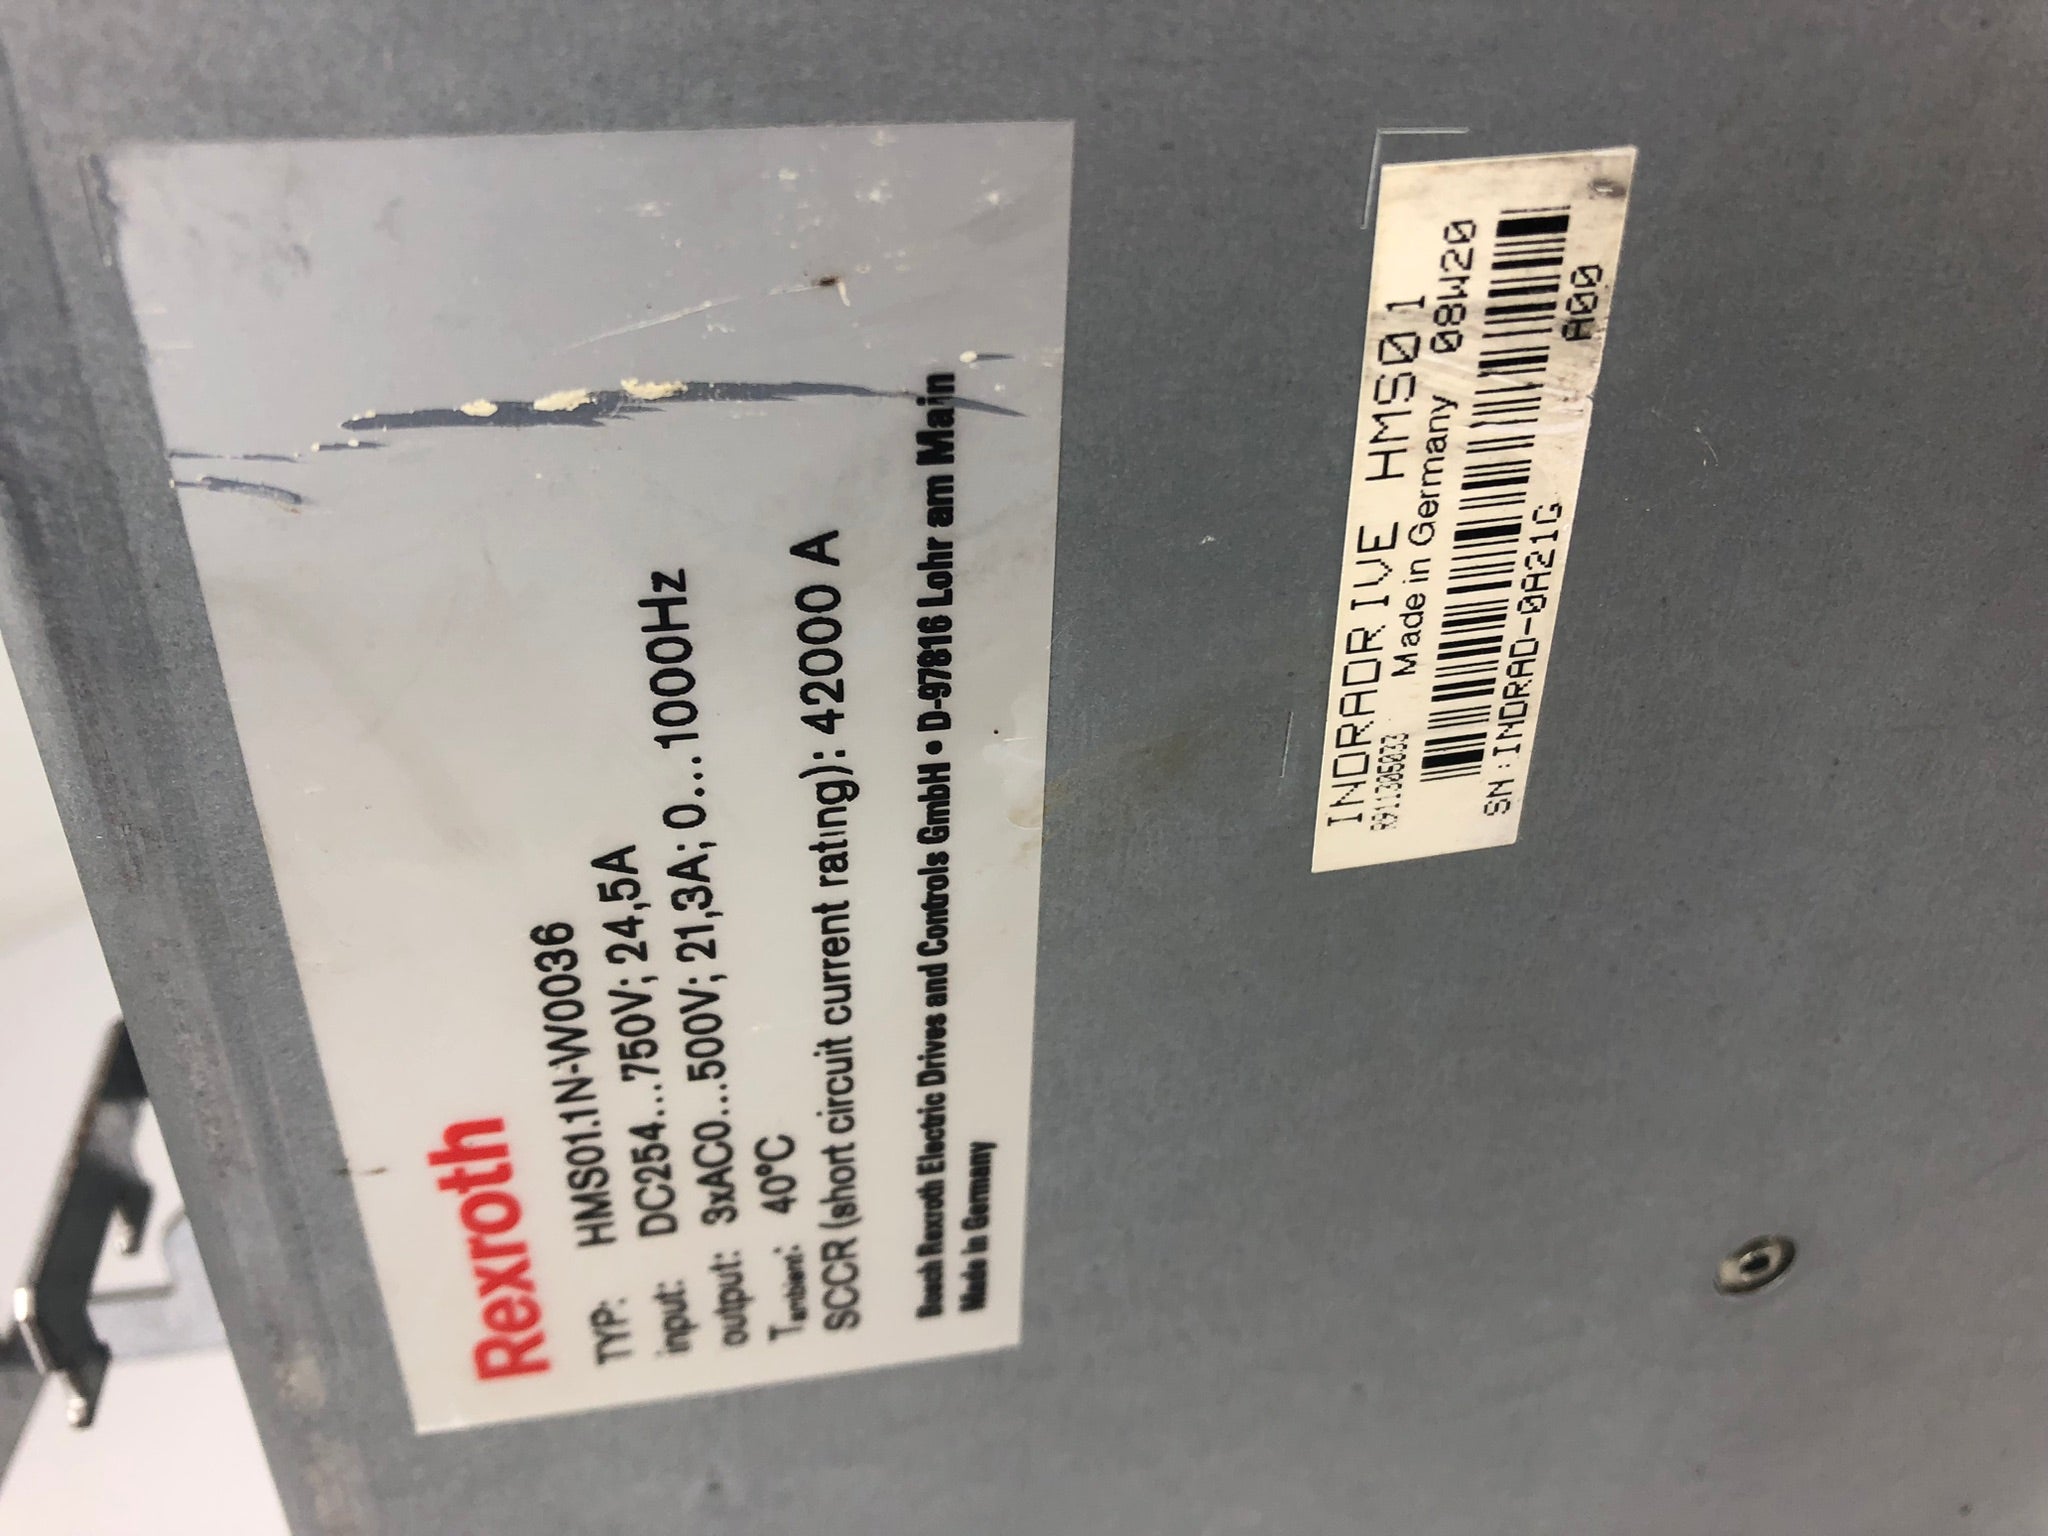 Rexroth
TYP: HMS01.1N-W0036
input: DC254...750V; 24,5A
output: 3xAC0...500V; 21,3A; 0...1000Hz
Tambient: 40°C
SCCR (short circuit current rating): 42000 A
Bosch Rexroth Electric Drives and Controls GmbH • D-97816 Lohr am Main
Made in Germany
INDRADRIVE HMS01
R911305033 Made in Germany 08W20
SN:INDRAD-0A21G A00